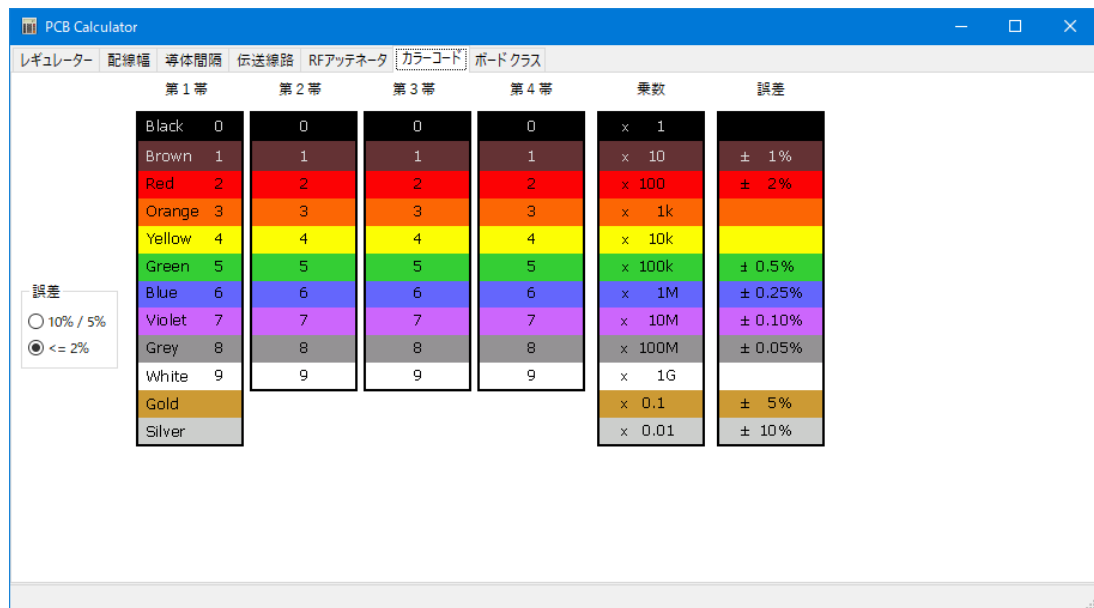 PCB Calculator
レギュレーター 配線幅 導体間隔 伝送線路 RFアッテネータ カラーコード ボードクラス
第1帯 第2帯 第3帯 第4帯 乗数 誤差
Black 0 0 0 0 x 1
Brown 1 1 1 1 x 10 ± 1%
Red 2 2 2 2 x 100 ± 2%
Orange 3 3 3 3 x 1k
Yellow 4 4 4 4 x 10k
Green 5 5 5 5 x 100k ± 0.5%
誤差
Blue 6 6 6 6 x 1M ± 0.25%
10% / 5%
Violet 7 7 7 7 x 10M ± 0.10%
<= 2%
Grey 8 8 8 8 x 100M ± 0.05%
White 9 9 9 9 x 1G
Gold x 0.1 ± 5%
Silver x 0.01 ± 10%